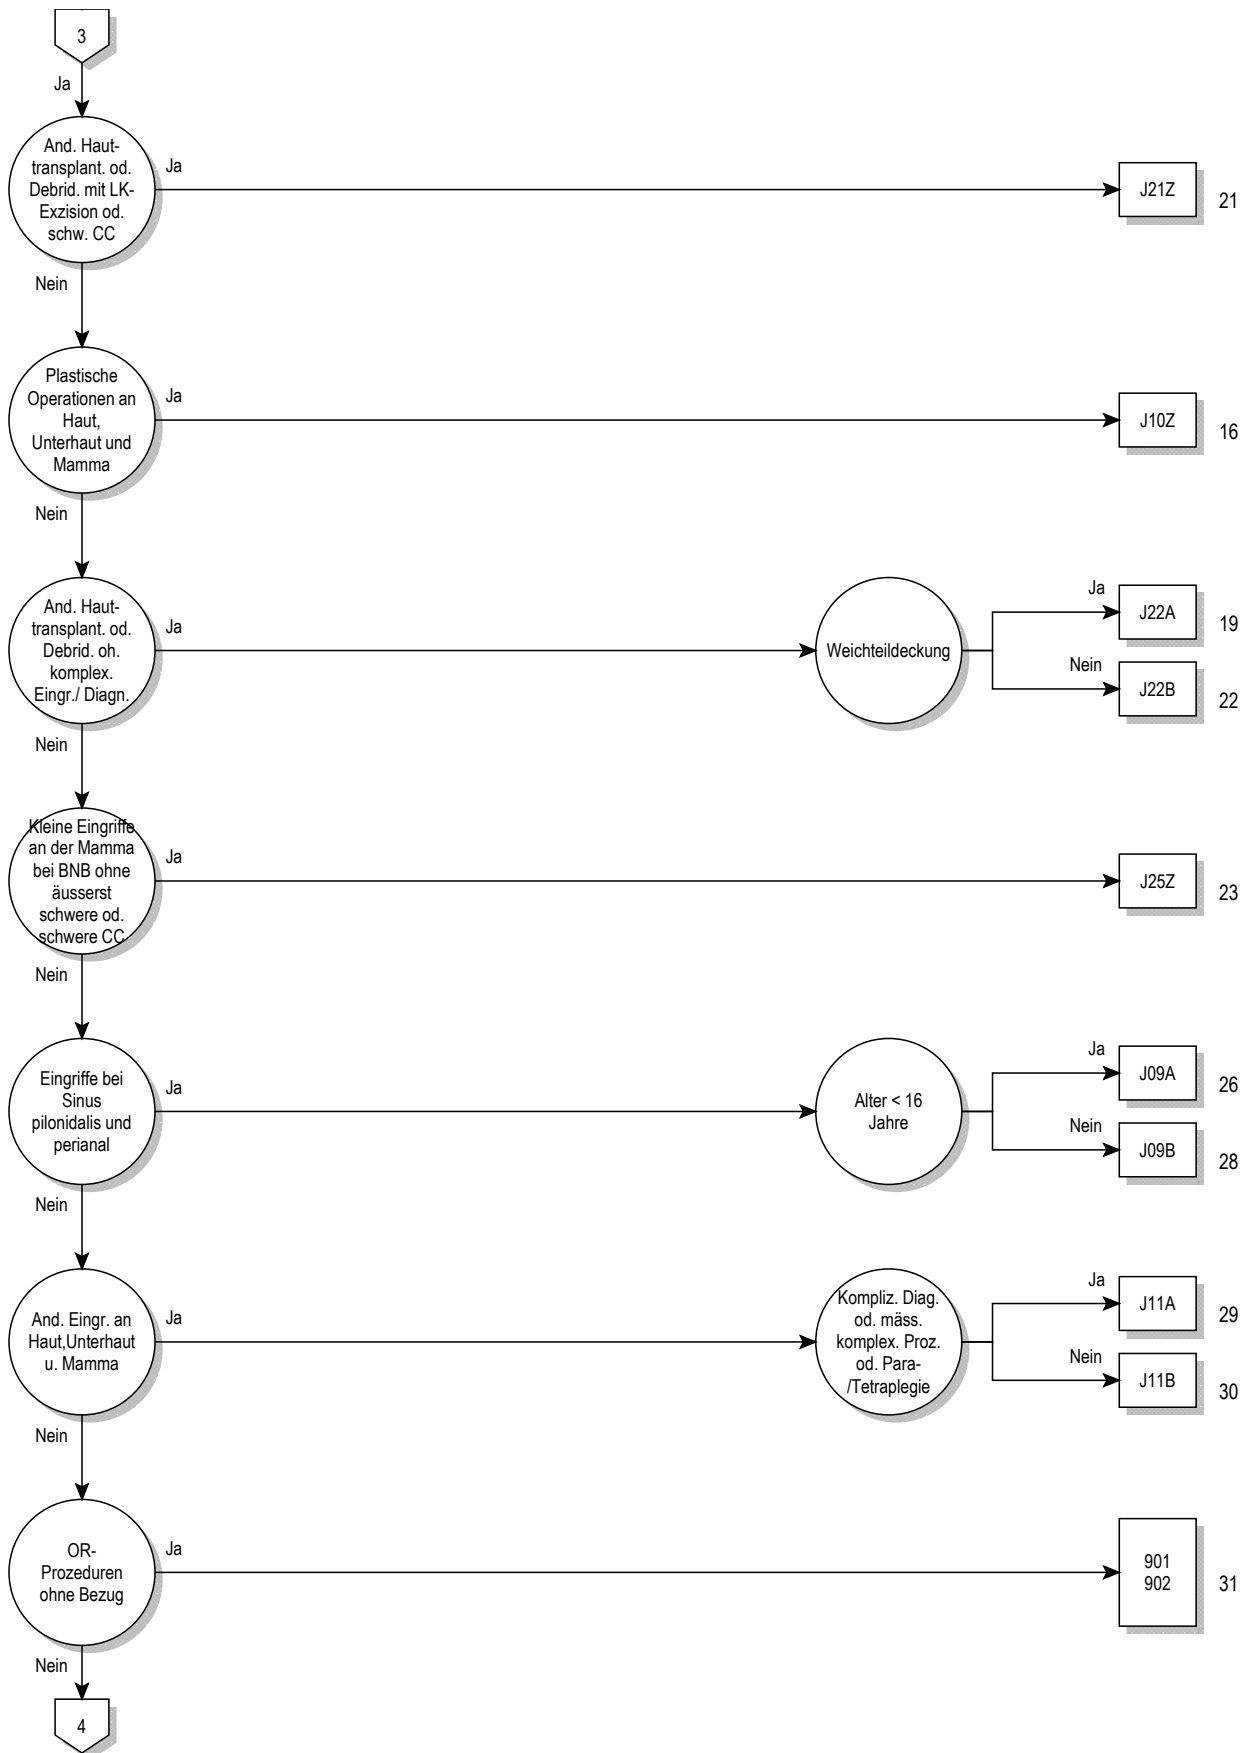 3
Ja
And. Haut-
transplant. od.
Debrid. mit LK-
Exzision od.
schw. CC
Ja
J21Z
21
Nein
Plastische
Operationen an
Haut,
Unterhaut und
Mamma
Ja
J10Z
16
Nein
And. Haut-
transplant. od.
Debrid. oh.
komplex.
Eingr./ Diagn.
Ja
Weichteildeckung
Ja
J22A
19
Nein
J22B
22
Nein
Kleine Eingriffe
an der Mamma
bei BNB ohne
äusserst
schwere od.
schwere CC
Ja
J25Z
23
Nein
Eingriffe bei
Sinus
pilonidalis und
perianal
Ja
Alter < 16
Jahre
Ja
J09A
26
Nein
J09B
28
Nein
And. Eingr. an
Haut,Unterhaut
u. Mamma
Ja
Kompliz. Diag.
od. mäss.
komplex. Proz.
od. Para-
/Tetraplegie
Ja
J11A
29
Nein
J11B
30
Nein
OR-
Prozeduren
ohne Bezug
Ja
901
902
31
Nein
4